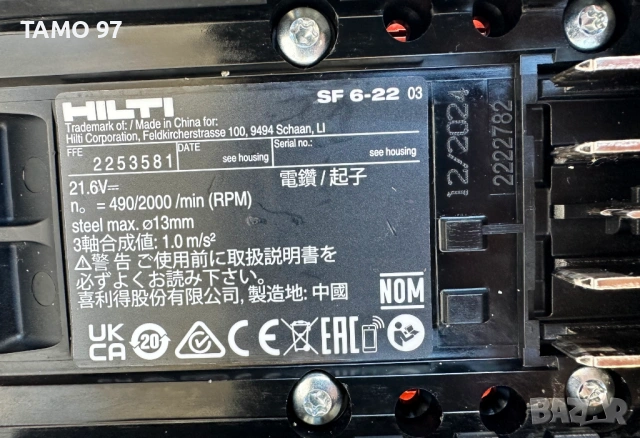 TAMO 97
HILTI
SF 6-22 03
Trademark of: / Made in China for:
Hilti Corporation, Feldkircherstrasse 100, 9494 Schaan, LI
FFE 2253581 DATE see housing Serial no.: see housing
21.6V⎓
電鑽 / 起子
n₀ = 490/2000 /min (RPM)
steel max. ø13mm
3軸合成値: 1.0 m/s²
⚠警 告 ご使用前に取扱説明書を
必ずよくお読み下さい。
喜利得股份有限公司, 製造地: 中國
NOM
UK CA 20 CE EAC
12/2024
2222782
BAZAR